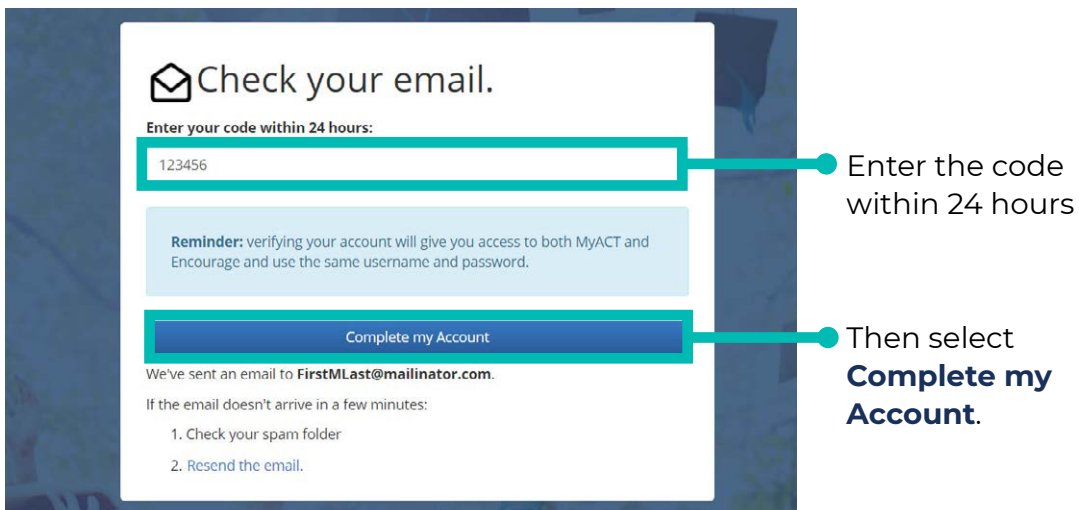 Check your email.
Enter your code within 24 hours:
123456
Reminder: verifying your account will give you access to both MyACT and
Encourage and use the same username and password.
Complete my Account
We've sent an email to FirstMLast@mailinator.com.
If the email doesn't arrive in a few minutes:
1. Check your spam folder
2. Resend the email.
Enter the code
within 24 hours
Then select
Complete my
Account.